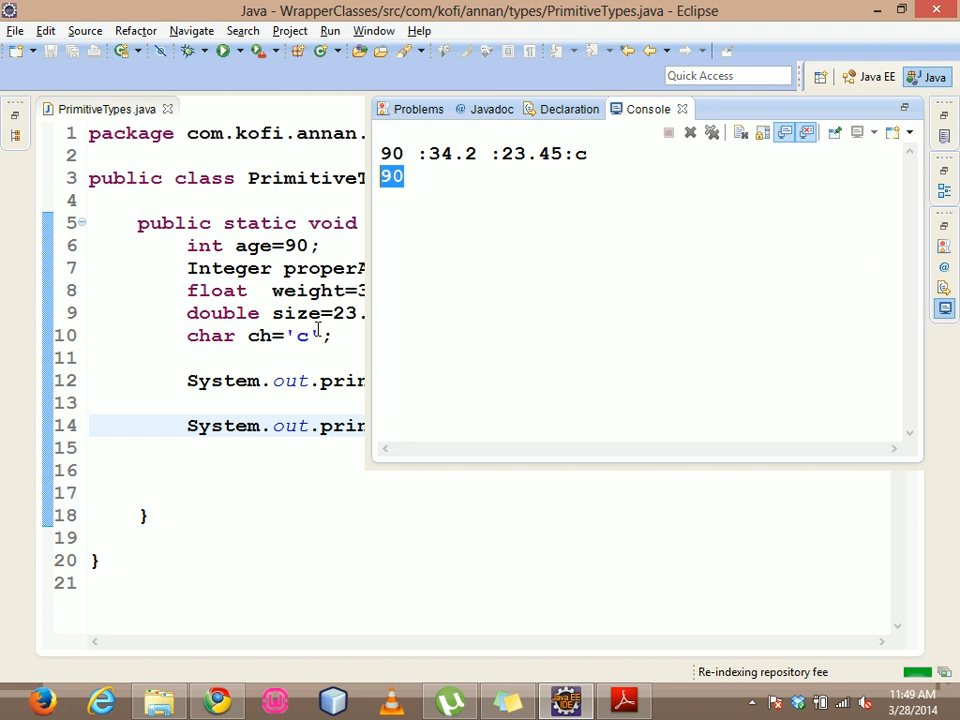 Java - WrapperClasses/src/com/kofi/annan/types/PrimitiveTypes.java - Eclipse
File Edit Source Refactor Navigate Search Project Run Window Help
Quick Access
Java EE
Java
PrimitiveTypes.java
Problems
Javadoc
Declaration
Console
1 package com.kofi.annan.
2
3 public class PrimitiveT
4
5 public static void
6 int age=90;
7 Integer properA
8 float weight=3
9 double size=23.
10 char ch='c';
11
12 System.out.prin
13
14 System.out.prin
15
16
17
18 }
19
20 }
21
90 :34.2 :23.45:c
90
Re-indexing repository fee
11:49 AM
3/28/2014